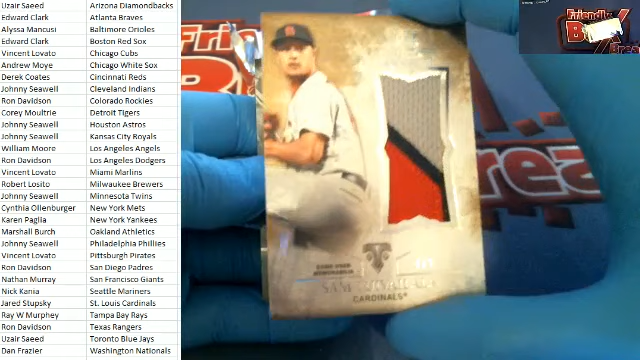 Uzair Saeed Arizona Diamondbacks
Edward Clark Atlanta Braves
Alyssa Mancusi Baltimore Orioles
Edward Clark Boston Red Sox
Vincent Lovato Chicago Cubs
Andrew Moye Chicago White Sox
Derek Coates Cincinnati Reds
Johnny Seawell Cleveland Indians
Ron Davidson Colorado Rockies
Corey Moultrie Detroit Tigers
Johnny Seawell Houston Astros
Johnny Seawell Kansas City Royals
William Moore Los Angeles Angels
Ron Davidson Los Angeles Dodgers
Vincent Lovato Miami Marlins
Robert Losito Milwaukee Brewers
Johnny Seawell Minnesota Twins
Cynthia Ollenburger New York Mets
Karen Paglia New York Yankees
Marshall Burch Oakland Athletics
Johnny Seawell Philadelphia Phillies
Vincent Lovato Pittsburgh Pirates
Ron Davidson San Diego Padres
Nathan Murray San Francisco Giants
Nick Kania Seattle Mariners
Jared Stupsky St. Louis Cardinals
Ray W Murphey Tampa Bay Rays
Ron Davidson Texas Rangers
Uzair Saeed Toronto Blue Jays
Dan Frazier Washington Nationals
Friendly
GAME-USED
MEMORABILIA
CARDINALS